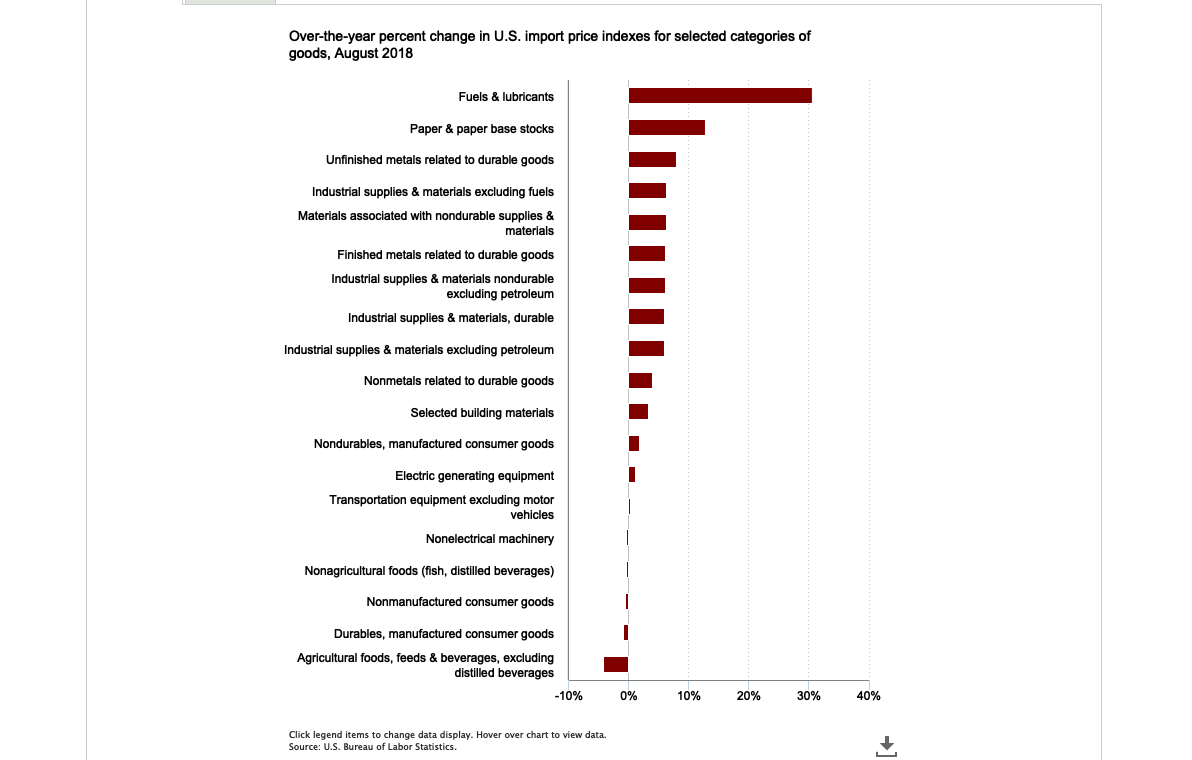 Over-the-year percent change in U.S. import price indexes for selected categories of
goods, August 2018
Fuels & lubricants
Paper & paper base stocks
Unfinished metals related to durable goods
Industrial supplies & materials excluding fuels
Materials associated with nondurable supplies &
materials
Finished metals related to durable goods
Industrial supplies & materials nondurable
excluding petroleum
Industrial supplies & materials, durable
Industrial supplies & materials excluding petroleum
Nonmetals related to durable goods
Selected building materials
Nondurables, manufactured consumer goods
Electric generating equipment
Transportation equipment excluding motor
vehicles
Nonelectrical machinery
Nonagricultural foods (fish, distilled beverages)
Nonmanufactured consumer goods
Durables, manufactured consumer goods
Agricultural foods, feeds & beverages, excluding
distilled beverages
-10% 0% 10% 20% 30% 40%
Click legend items to change data display. Hover over chart to view data.
Source: U.S. Bureau of Labor Statistics.